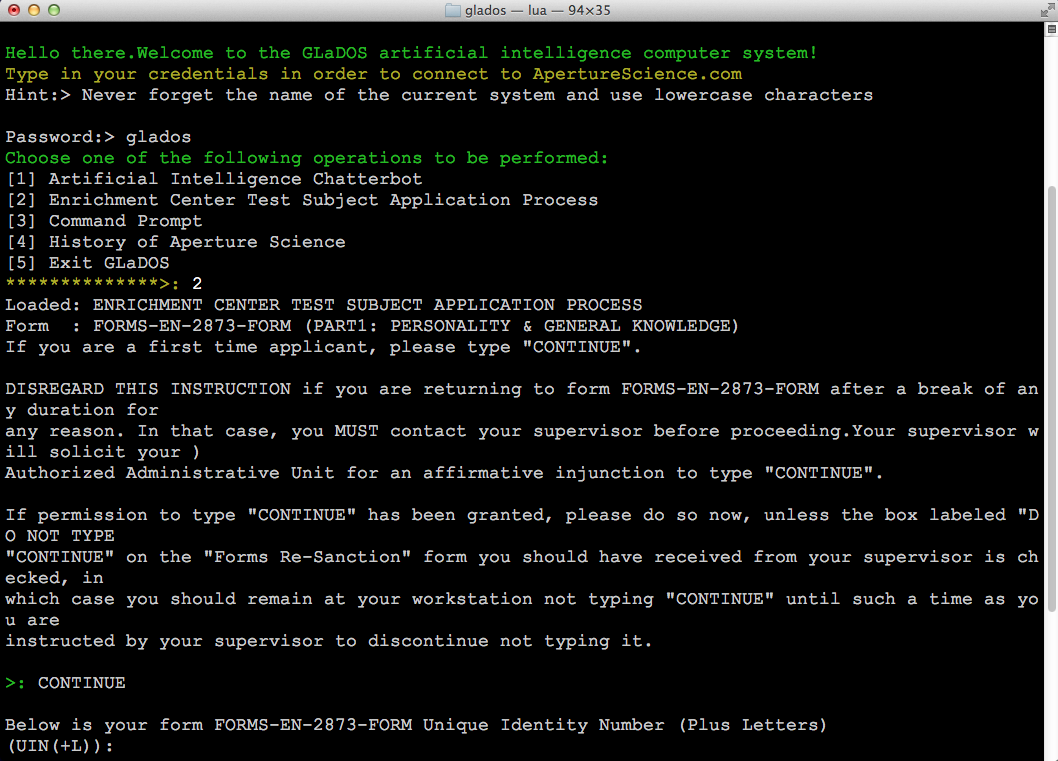 glados — lua — 94×35
Hello there.Welcome to the GLaDOS artificial intelligence computer system!
Type in your credentials in order to connect to ApertureScience.com
Hint:> Never forget the name of the current system and use lowercase characters
Password:> glados
Choose one of the following operations to be performed:
[1] Artificial Intelligence Chatterbot
[2] Enrichment Center Test Subject Application Process
[3] Command Prompt
[4] History of Aperture Science
[5] Exit GLaDOS
**************>: 2
Loaded: ENRICHMENT CENTER TEST SUBJECT APPLICATION PROCESS
Form  : FORMS-EN-2873-FORM (PART1: PERSONALITY & GENERAL KNOWLEDGE)
If you are a first time applicant, please type "CONTINUE".
DISREGARD THIS INSTRUCTION if you are returning to form FORMS-EN-2873-FORM after a break of an
y duration for
any reason. In that case, you MUST contact your supervisor before proceeding.Your supervisor w
ill solicit your )
Authorized Administrative Unit for an affirmative injunction to type "CONTINUE".
If permission to type "CONTINUE" has been granted, please do so now, unless the box labeled "D
O NOT TYPE
"CONTINUE" on the "Forms Re-Sanction" form you should have received from your supervisor is ch
ecked, in
which case you should remain at your workstation not typing "CONTINUE" until such a time as yo
u are
instructed by your supervisor to discontinue not typing it.
>: CONTINUE
Below is your form FORMS-EN-2873-FORM Unique Identity Number (Plus Letters)
(UIN(+L)):